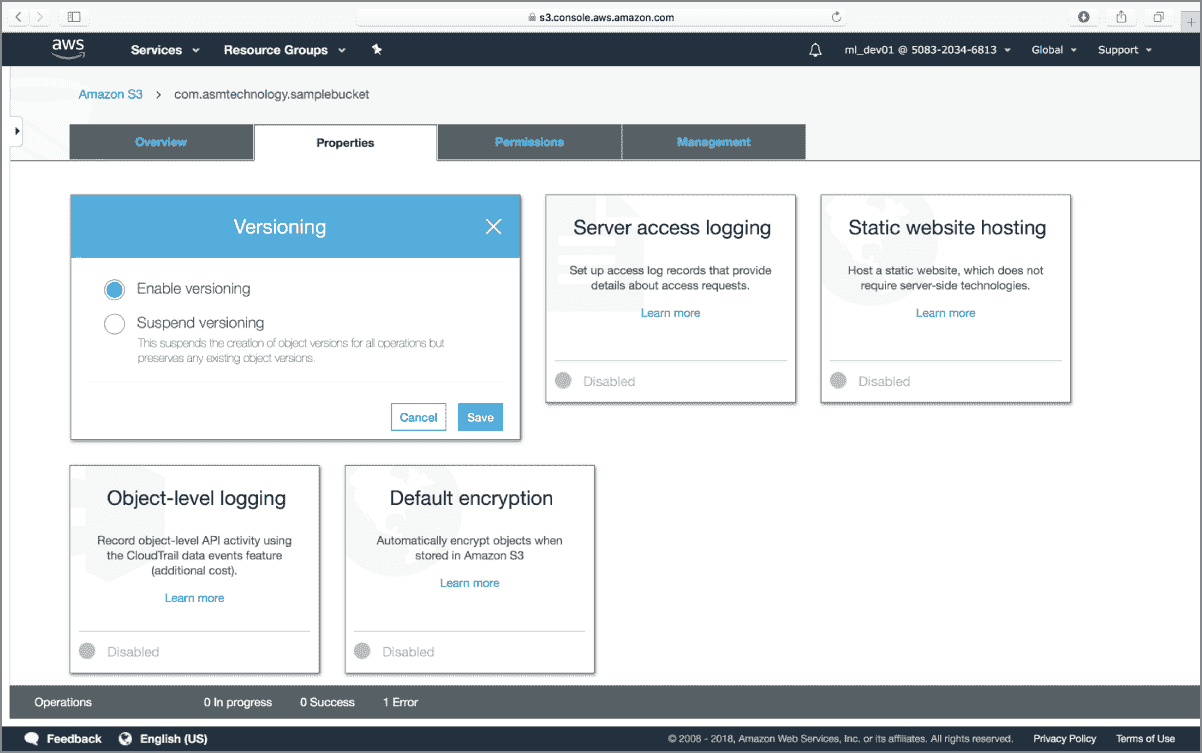 s3.console.aws.amazon.com
aws
Services
Resource Groups
ml_dev01 @ 5083-2034-6813
Global
Support
Amazon S3 > com.asmtechnology.samplebucket
Overview
Properties
Permissions
Management
Versioning
Enable versioning
Suspend versioning
This suspends the creation of object versions for all operations but
preserves any existing object versions.
Cancel
Save
Server access logging
Set up access log records that provide
details about access requests.
Learn more
Disabled
Static website hosting
Host a static website, which does not
require server-side technologies.
Learn more
Disabled
Object-level logging
Record object-level API activity using
the CloudTrail data events feature
(additional cost).
Learn more
Disabled
Default encryption
Automatically encrypt objects when
stored in Amazon S3
Learn more
Disabled
Operations
0 In progress
0 Success
1 Error
Feedback
English (US)
© 2008 - 2018, Amazon Web Services, Inc. or its affiliates. All rights reserved.
Privacy Policy
Terms of Use